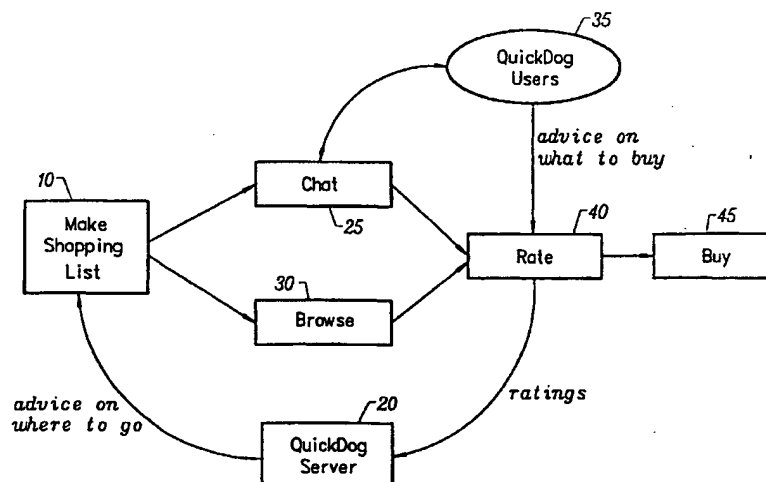 35
QuickDog
Users
advice on
what to buy
10
Make
Shopping
List
Chat
25
40
Rate
45
Buy
30
Browse
ratings
advice on
where to go
20
QuickDog
Server